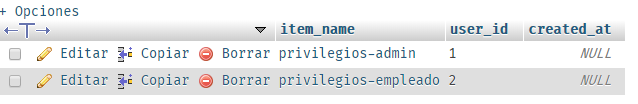 + Opciones
←T→ item_name user_id created_at
Editar Copiar Borrar privilegios-admin 1 NULL
Editar Copiar Borrar privilegios-empleado 2 NULL